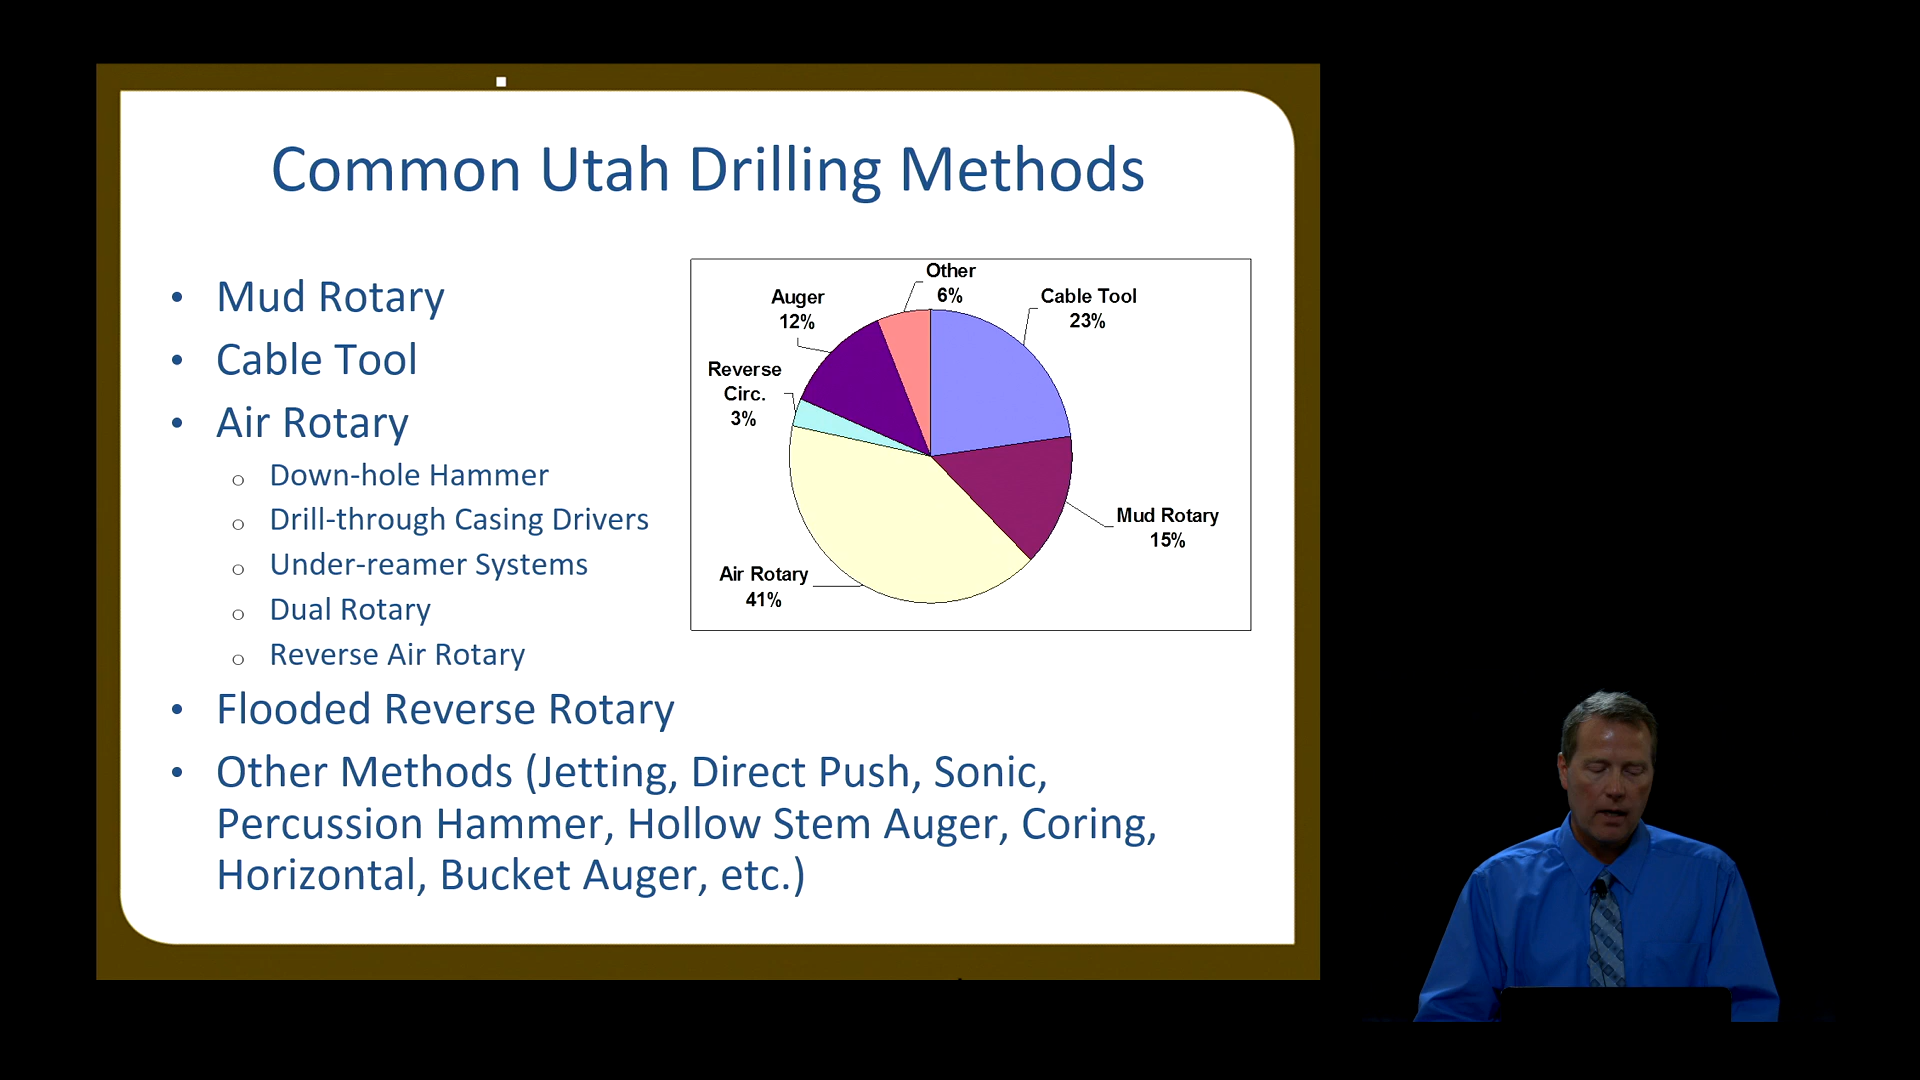 Common Utah Drilling Methods
• Mud Rotary
• Cable Tool
• Air Rotary
o Down-hole Hammer
o Drill-through Casing Drivers
o Under-reamer Systems
o Dual Rotary
o Reverse Air Rotary
• Flooded Reverse Rotary
• Other Methods (Jetting, Direct Push, Sonic,
Percussion Hammer, Hollow Stem Auger, Coring,
Horizontal, Bucket Auger, etc.)
Other
6%
Cable Tool
23%
Auger
12%
Reverse
Circ.
3%
Mud Rotary
15%
Air Rotary
41%